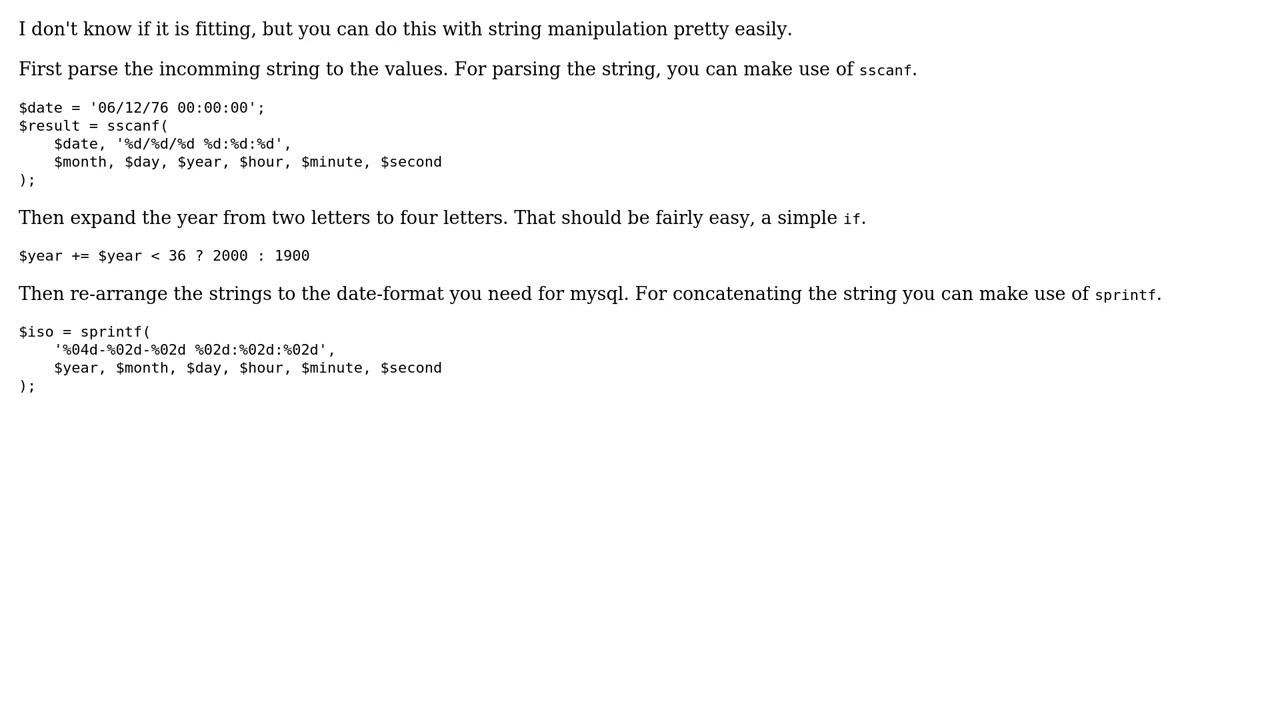 I don't know if it is fitting, but you can do this with string manipulation pretty easily.
First parse the incomming string to the values. For parsing the string, you can make use of sscanf.
$date = '06/12/76 00:00:00';
$result = sscanf(
    $date, '%d/%d/%d %d:%d:%d',
    $month, $day, $year, $hour, $minute, $second
);
Then expand the year from two letters to four letters. That should be fairly easy, a simple if.
$year += $year < 36 ? 2000 : 1900
Then re-arrange the strings to the date-format you need for mysql. For concatenating the string you can make use of sprintf.
$iso = sprintf(
    '%04d-%02d-%02d %02d:%02d:%02d',
    $year, $month, $day, $hour, $minute, $second
);